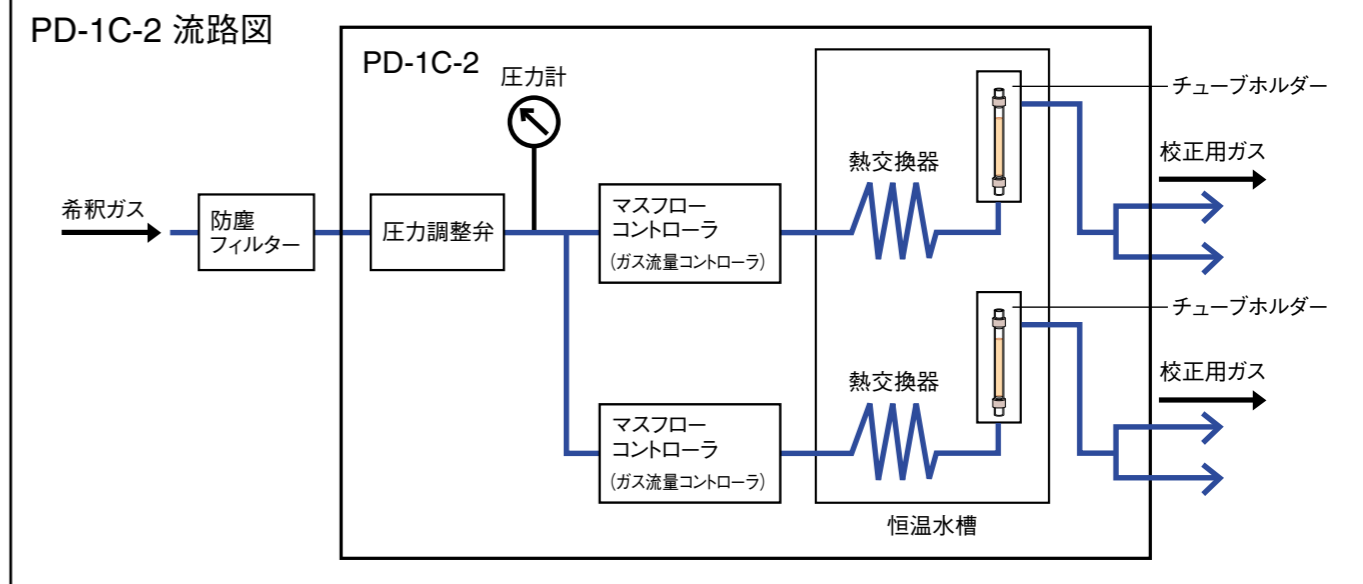 PD-1C-2 流路図
PD-1C-2
圧力計
チューブホルダー
校正用ガス
熱交換器
希釈ガス
防塵
フィルター
圧力調整弁
マスフロー
コントローラ
(ガス流量コントローラ)
チューブホルダー
校正用ガス
熱交換器
マスフロー
コントローラ
(ガス流量コントローラ)
恒温水槽